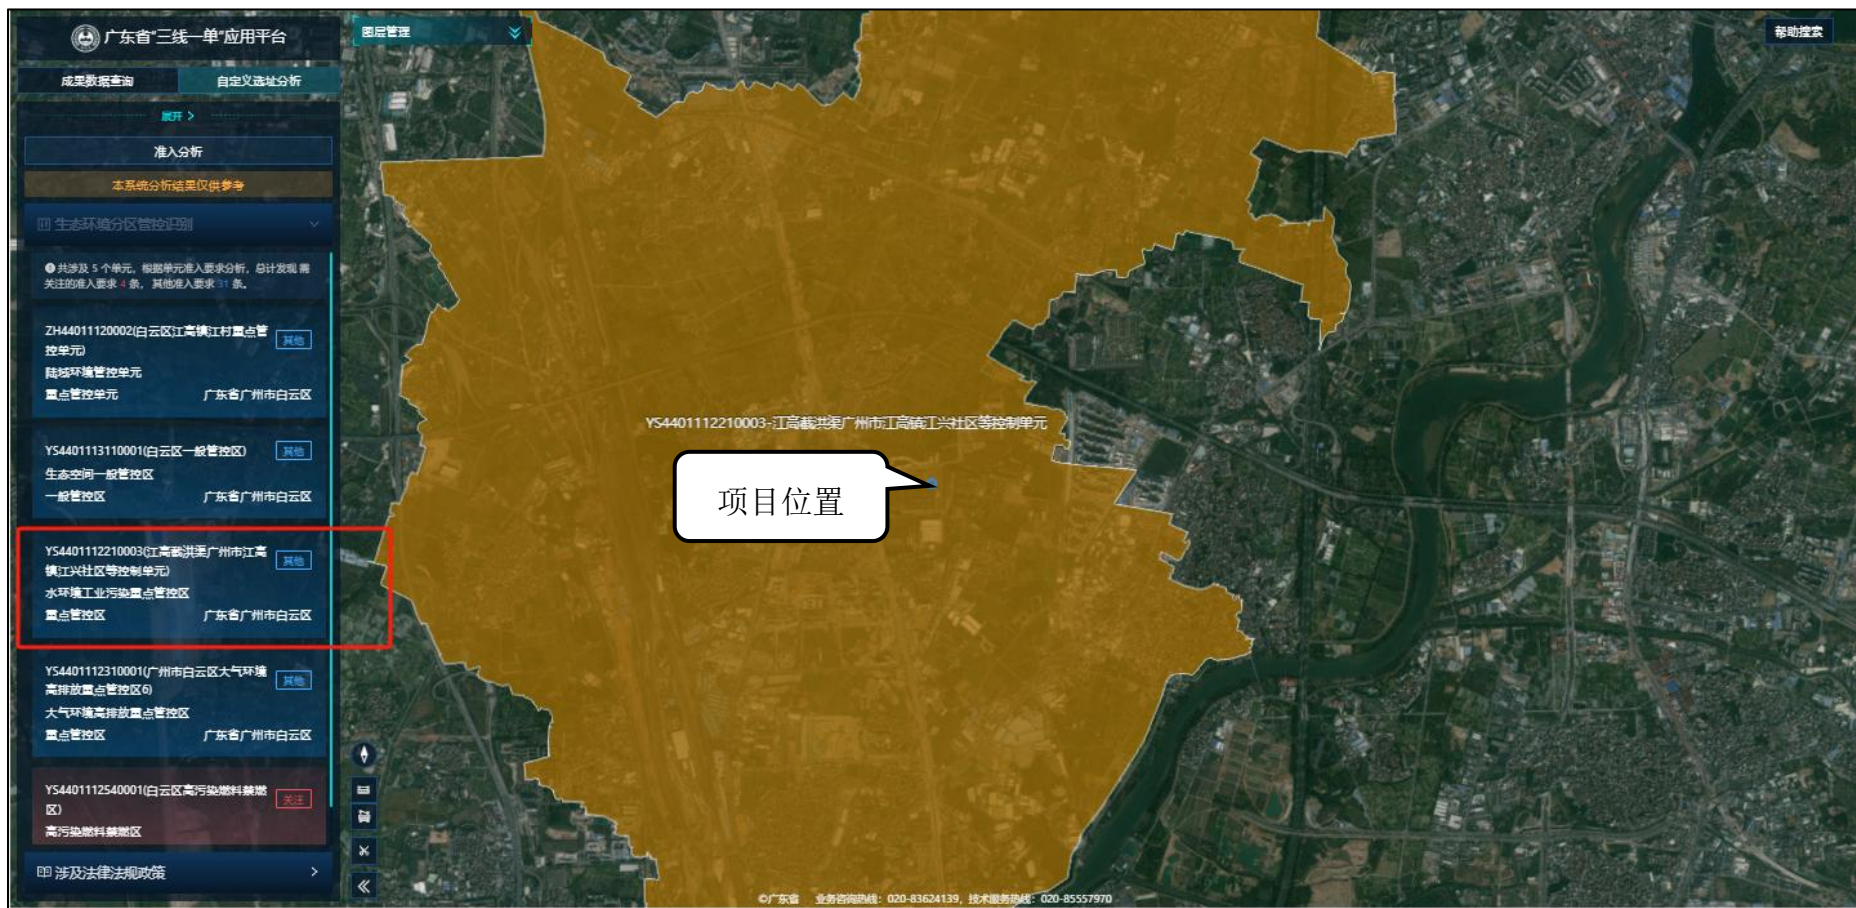 广东省“三线一单”应用平台
成果数据查询
自定义选址分析
展开 >
准入分析
本系统分析结果仅供参考
生态环境分区管控识别
共涉及 5 个单元，根据单元准入要求分析，总计发现 需
关注的准入要求 4 条， 其他准入要求 31 条。
ZH44011120002(白云区江高镇江村重点管
控单元)
其他
陆域环境管控单元
重点管控单元 广东省广州市白云区
YS4401113110001(白云区一般管控区)
其他
生态空间一般管控区
一般管控区 广东省广州市白云区
YS4401112210003(江高截洪渠广州市江高
镇江兴社区等控制单元)
其他
水环境工业污染重点管控区
重点管控区 广东省广州市白云区
YS4401112310001(广州市白云区大气环境
高排放重点管控区6)
其他
大气环境高排放重点管控区
重点管控区 广东省广州市白云区
YS4401112540001(白云区高污染燃料禁燃
区)
关注
高污染燃料禁燃区
涉及法律法规政策 >
图层管理
帮助搜索
YS4401112210003-江高截洪渠广州市江高镇江兴社区等控制单元
项目位置
©广东省 业务咨询热线：020-83624139，技术服务热线：020-85557970